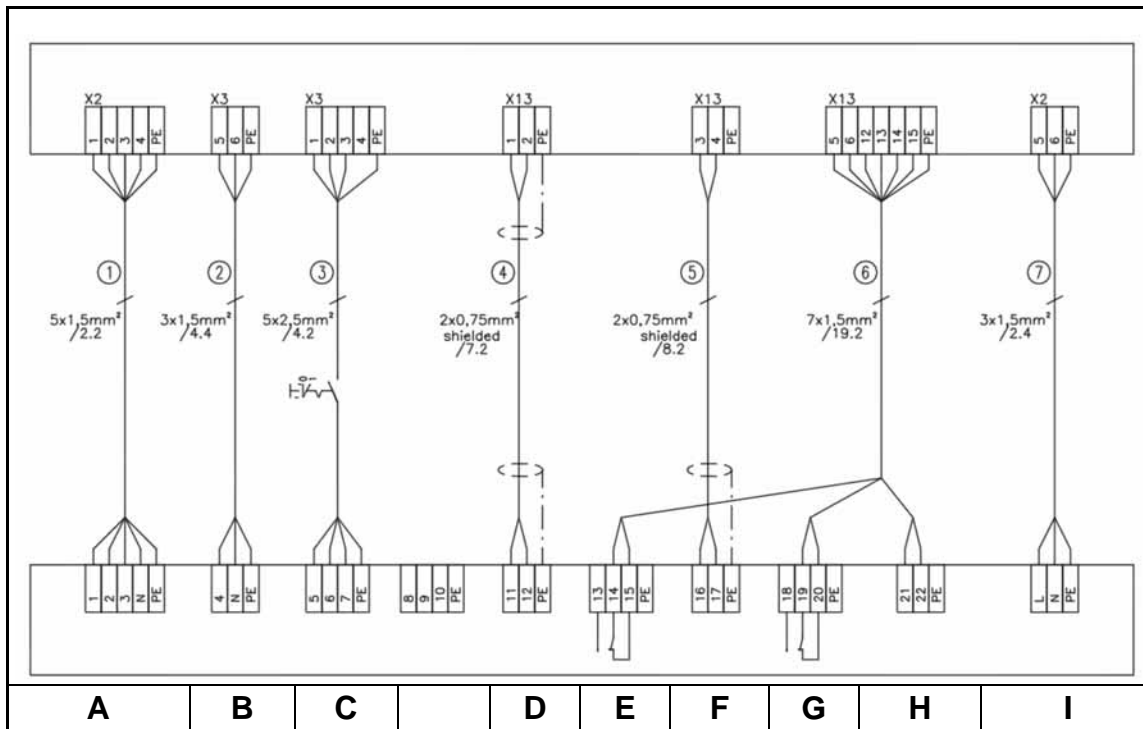 X2 X3 X3 X13 X13 X13 X2
1 2 3 4 PE 5 6 PE 1 2 3 4 PE 1 2 PE 3 4 PE 5 6 12 13 14 15 PE 5 6 PE
1 2 3 4 5 6 7
5x1,5mm² 3x1,5mm² 5x2,5mm² 2x0,75mm² 2x0,75mm² 7x1,5mm² 3x1,5mm²
/2.2 /4.4 /4.2 shielded shielded /19.2 /2.4
/7.2 /8.2
0 1
1 2 3 N PE 4 N PE 5 6 7 PE 8 9 10 PE 11 12 PE 13 14 15 PE 16 17 PE 18 19 20 PE 21 22 PE L N PE
A B C D E F G H I